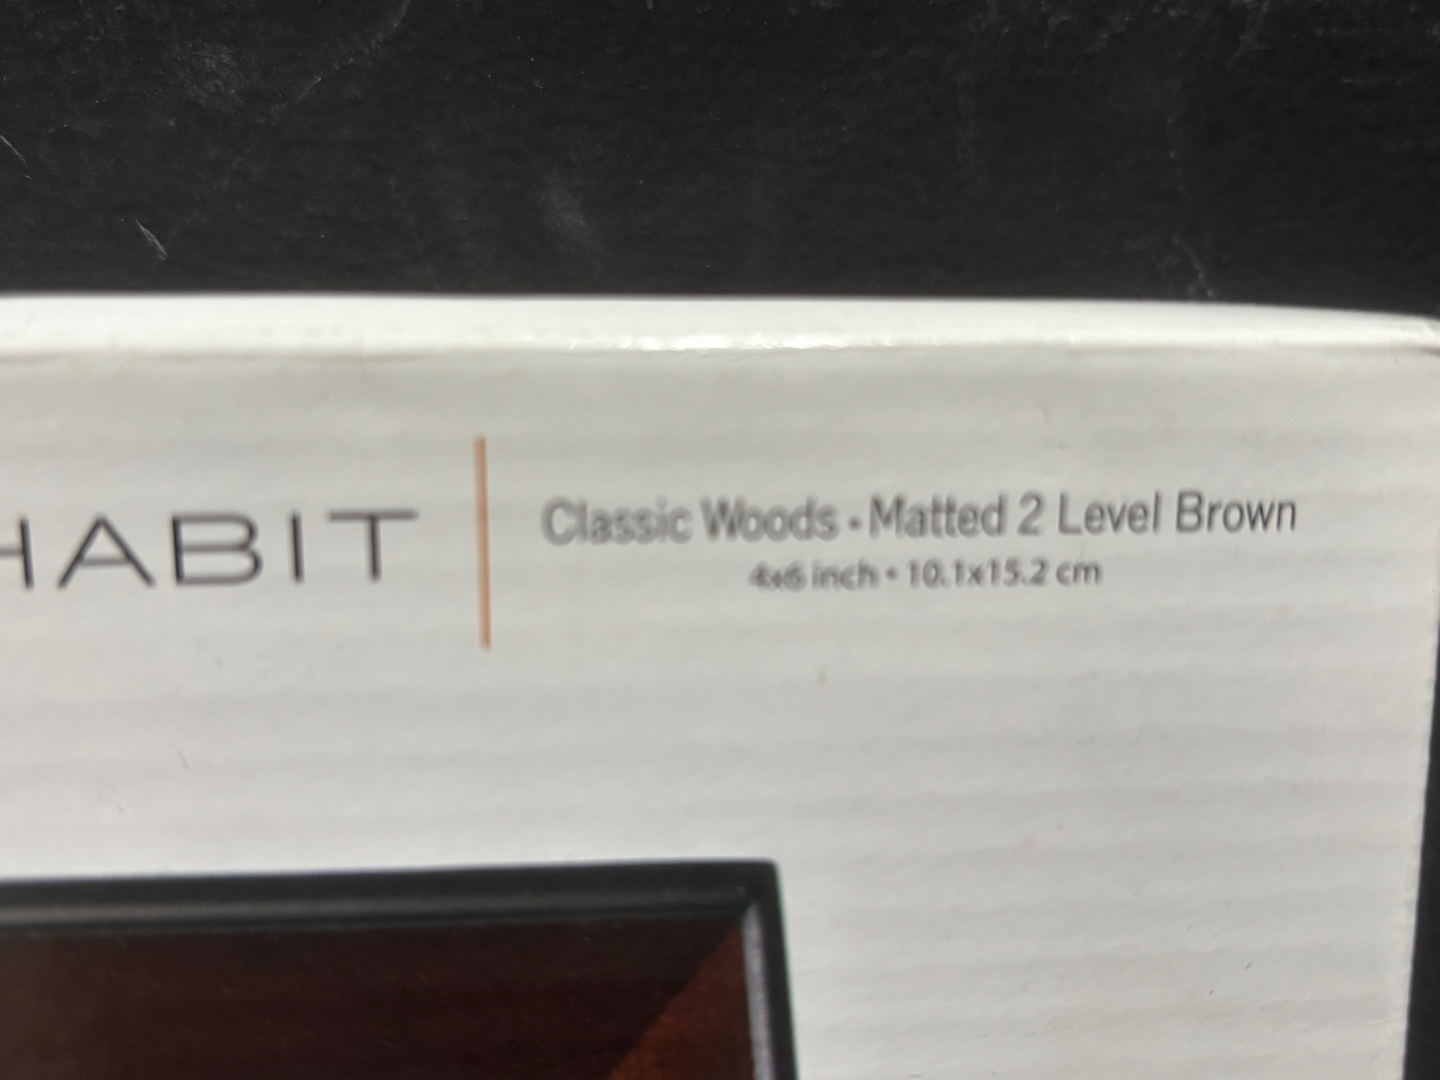 HABIT
Classic Woods • Matted 2 Level Brown
4x6 inch • 10.1x15.2 cm